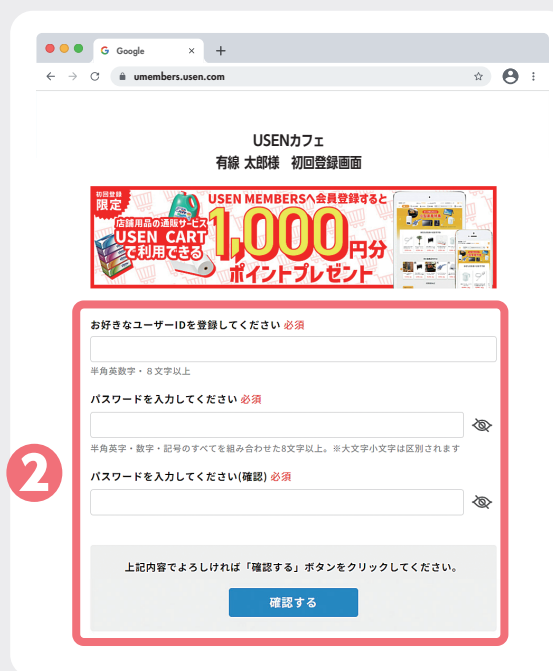 Google
umembers.usen.com
USENカフェ
有線 太郎様　初回登録画面
初回登録
限定
店舗用品の通販サービス
USEN CART
で利用できる
USEN MEMBERSへ会員登録すると
1,000円分
ポイントプレゼント
お好きなユーザーIDを登録してください 必須
半角英数字・８文字以上
パスワードを入力してください 必須
半角英字・数字・記号のすべてを組み合わせた8文字以上。※大文字小文字は区別されます
2
パスワードを入力してください(確認) 必須
上記内容でよろしければ「確認する」ボタンをクリックしてください。
確認する